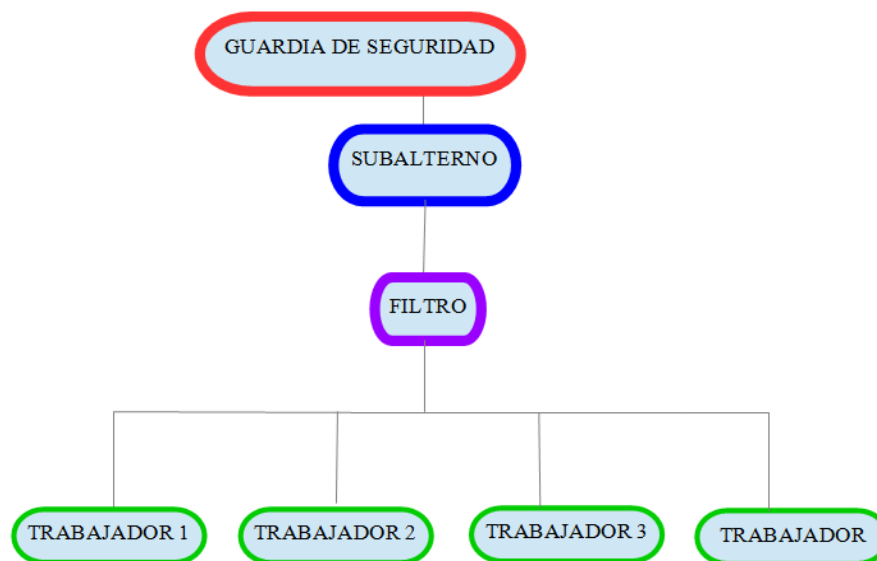 GUARDIA DE SEGURIDAD
SUBALTERNO
FILTRO
TRABAJADOR 1
TRABAJADOR 2
TRABAJADOR 3
TRABAJADOR